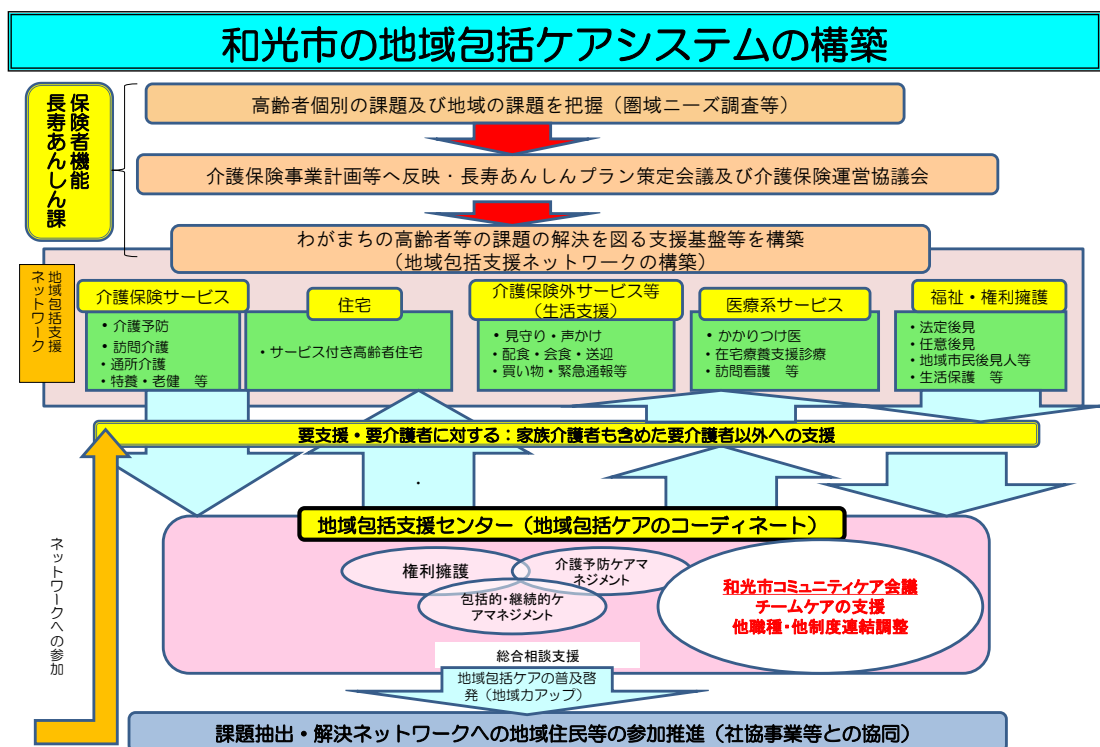 和光市の地域包括ケアシステムの構築
保険者機能
長寿あんしん課
高齢者個別の課題及び地域の課題を把握（圏域ニーズ調査等）
介護保険事業計画等へ反映・長寿あんしんプラン策定会議及び介護保険運営協議会
わがまちの高齢者等の課題の解決を図る支援基盤等を構築
（地域包括支援ネットワークの構築）
地域包括支援
ネットワーク
介護保険サービス
・介護予防
・訪問介護
・通所介護
・特養・老健　等
住宅
・サービス付き高齢者住宅
介護保険外サービス等
（生活支援）
・見守り・声かけ
・配食・会食・送迎
・買い物・緊急通報等
医療系サービス
・かかりつけ医
・在宅療養支援診療
・訪問看護　等
福祉・権利擁護
・法定後見
・任意後見
・地域市民後見人等
・生活保護　等
要支援・要介護者に対する：家族介護者も含めた要介護者以外への支援
・
ネットワークへの参加
地域包括支援センター（地域包括ケアのコーディネート）
権利擁護
介護予防ケアマ
ネジメント
包括的・継続的ケ
アマネジメント
和光市コミュニティケア会議
チームケアの支援
他職種・他制度連結調整
総合相談支援
地域包括ケアの普及啓
発（地域力アップ）
課題抽出・解決ネットワークへの地域住民等の参加推進（社協事業等との協同）